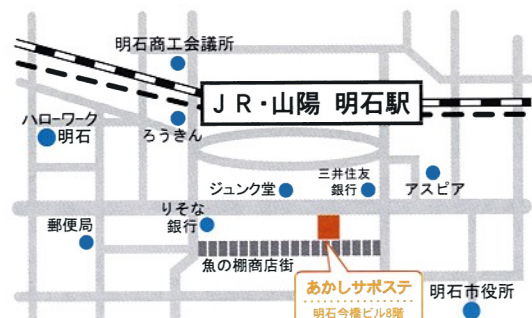 明石商工会議所
JR・山陽 明石駅
ハローワーク
明石
ろうきん
ジュンク堂
三井住友
銀行
アスピア
りそな
銀行
郵便局
魚の棚商店街
あかしサポステ
明石今橋ビル8階
明石市役所